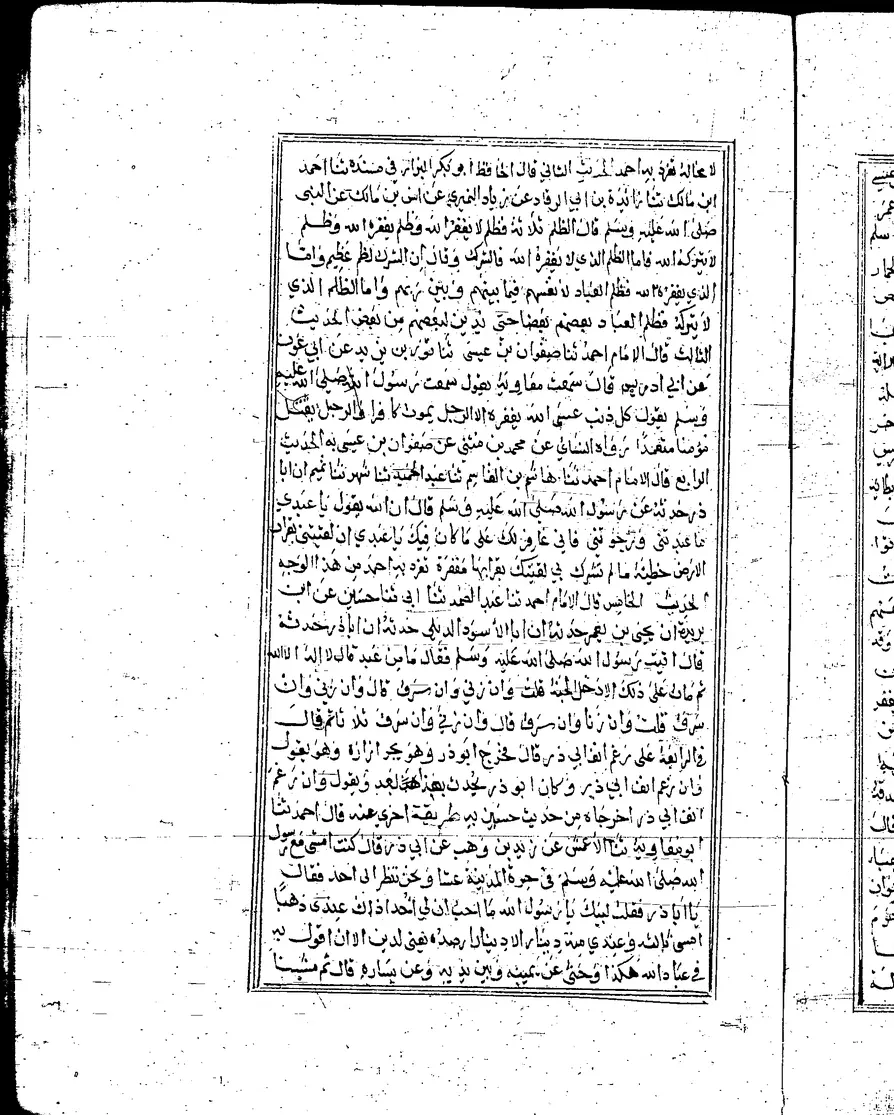 لا محالة تفرد به احمد الحديث الثاني قال الحافظ ابو بكر البزار في مسنده ثنا احمد
ابن مالك ثنا زائدة بن ابي الرقاد عن زياد النميري عن انس بن مالك عن النبي
صلى الله عليه وسلم قال الظلم ثلاثة فظلم لا يغفره الله وظلم يغفره الله وظلم
لا يتركه الله فاما الظلم الذي لا يغفره الله فالشرك وقال ان الشرك لظلم عظيم واما
الذي يغفره الله فظلم العباد لانفسهم فيما بينهم وبين ربهم واما الظلم الذي
لا يتركه فظلم العباد بعضهم بعضا حتى يدين لبعضهم من بعض الحديث
الثالث قال الامام احمد ثنا صفوان بن عيسى ثنا ثور بن يزيد عن ابي عون
عن ابي ادريس قال سمعت معاوية يقول سمعت رسول الله صلى الله عليه
وسلم يقول كل ذنب عسى الله يغفره الا الرجل يموت كافرا والرجل يقتل
مؤمنا متعمدا رواه النسائي عن محمد بن مثنى عن صفوان بن عيسى به الحديث
الرابع قال الامام احمد ثنا هاشم بن القاسم ثنا عبد الحميد ثنا شهر ثنا غنم ان ابا
ذر حدثه عن رسول الله صلى الله عليه وسلم قال ان الله يقول يا عبدي
ما عبدتني ورجوتني فاني غافر لك على ما كان فيك يا عبدي ان لقيتني بقراب
الارض خطيئة ما لم تشرك بي لقيتك بقرابها مغفرة تفرد به احمد من هذا الوجه
الحديث الخامس قال الامام احمد ثنا عبد الصمد ثنا ابي ثنا حسين عن ابن
بريدة ان يحيى بن يعمر حدثه ان ابا الاسود الديلي حدثه ان ابا ذر حدثه
قال اتيت رسول الله صلى الله عليه وسلم فقال ما من عبد قال لا اله الا الله
ثم مات على ذلك الا دخل الجنة قلت وان زنى وان سرق قال وان زنى وان
سرق قلت وان زنا وان سرق قال وان زنى وان سرق ثلاثا ثم قال
في الرابعة على رغم انف ابي ذر قال فخرج ابو ذر وهو يجر ازاره وهو يقول
وان رغم انف ابي ذر وكان ابو ذر يحدث بهذا بعد ويقول وان رغم
انف ابي ذر اخرجاه من حديث حسين به طريقة اخرى عنه قال احمد ثنا
ابو معاوية ثنا الاعمش عن زيد بن وهب عن ابي ذر قال كنت امشي مع رسول
الله صلى الله عليه وسلم في حرة المدينة عشا ونحن ننظر الى احد فقال
يا ابا ذر فقلت لبيك يا رسول الله ما احب ان لي احدا ذاك عندي ذهبا
امسى ثالثه وعندي منه دينار الا دينارا ارصده يعني لدين الا ان اقول به
في عباد الله هكذا وحثى عن يمينه وبين يديه وعن يساره قال ثم مشينا